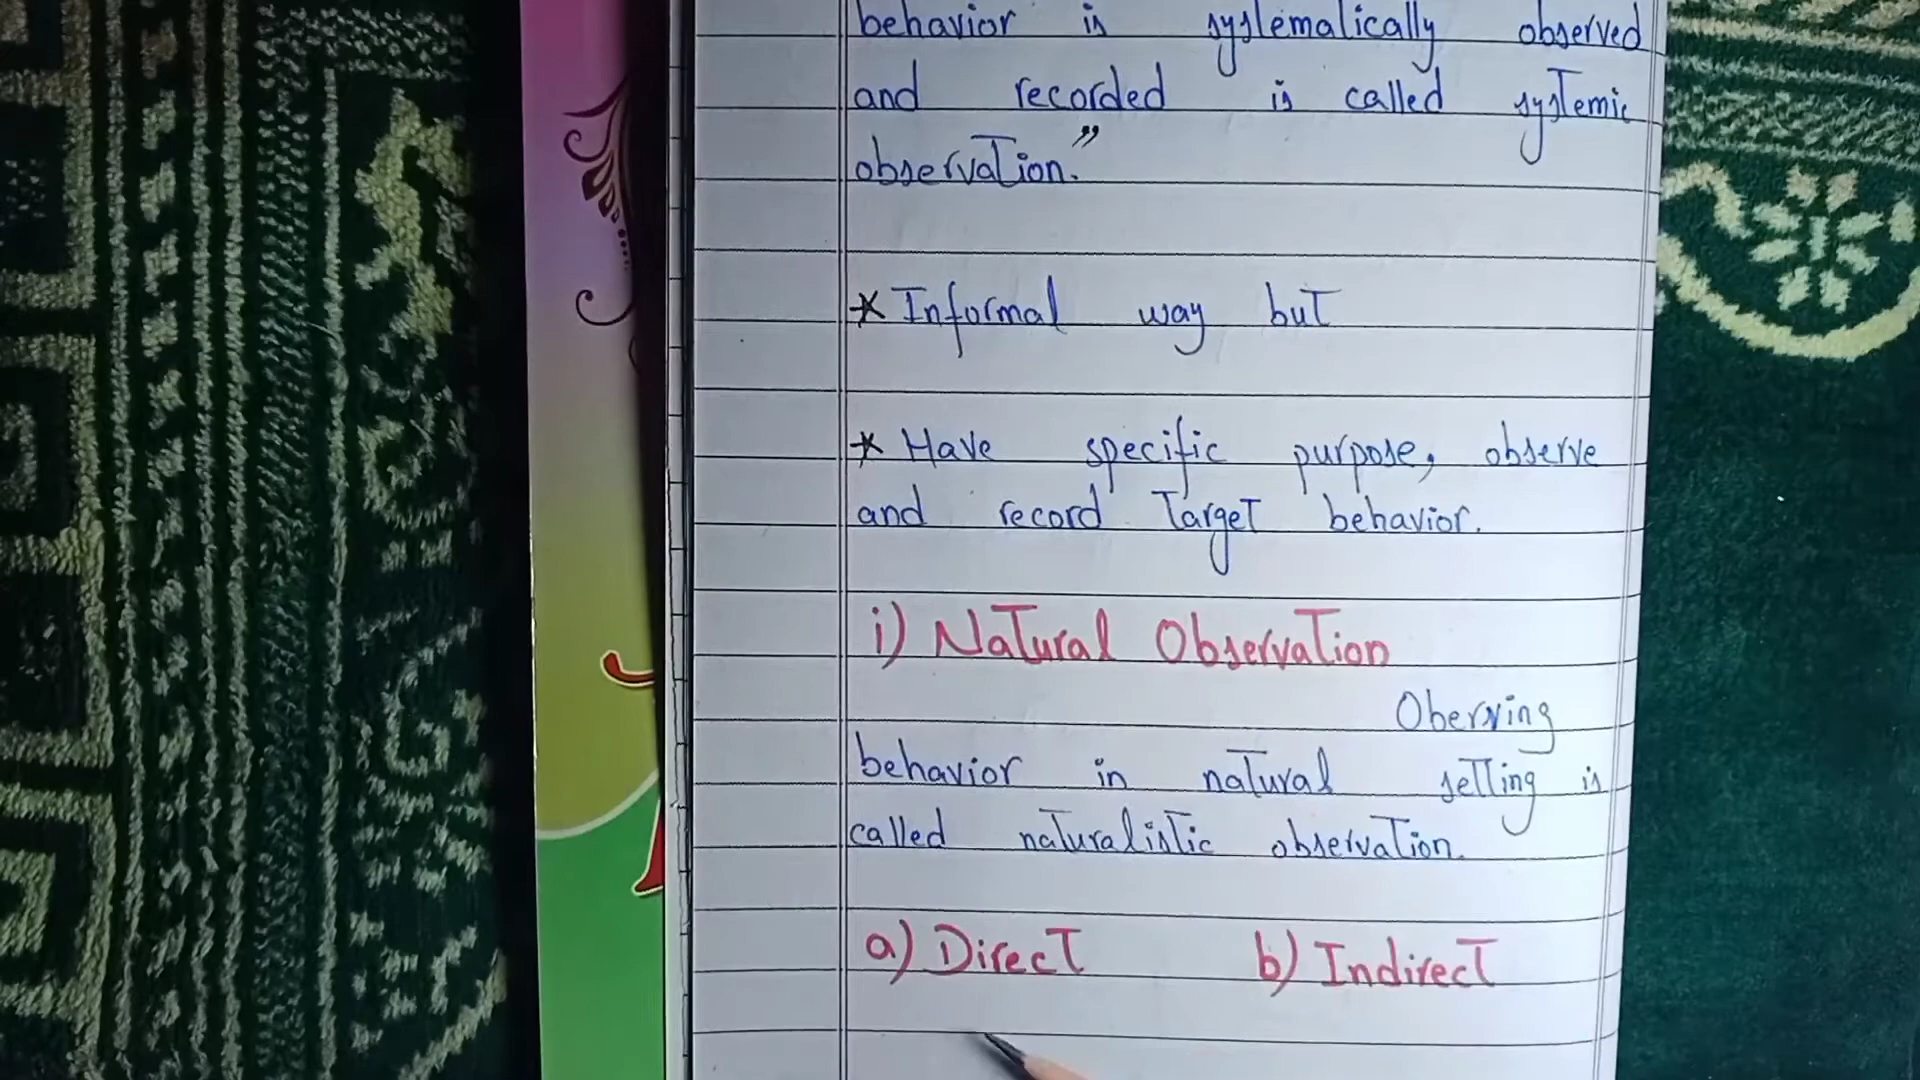 behavior is systematically observed
and recorded is called systemic
observation."
* Informal way but
* Have specific purpose, observe
and record Target behavior.
i) Natural Observation
Oberving
behavior in natural setting is
called naturalistic observation.
a) Direct b) Indirect